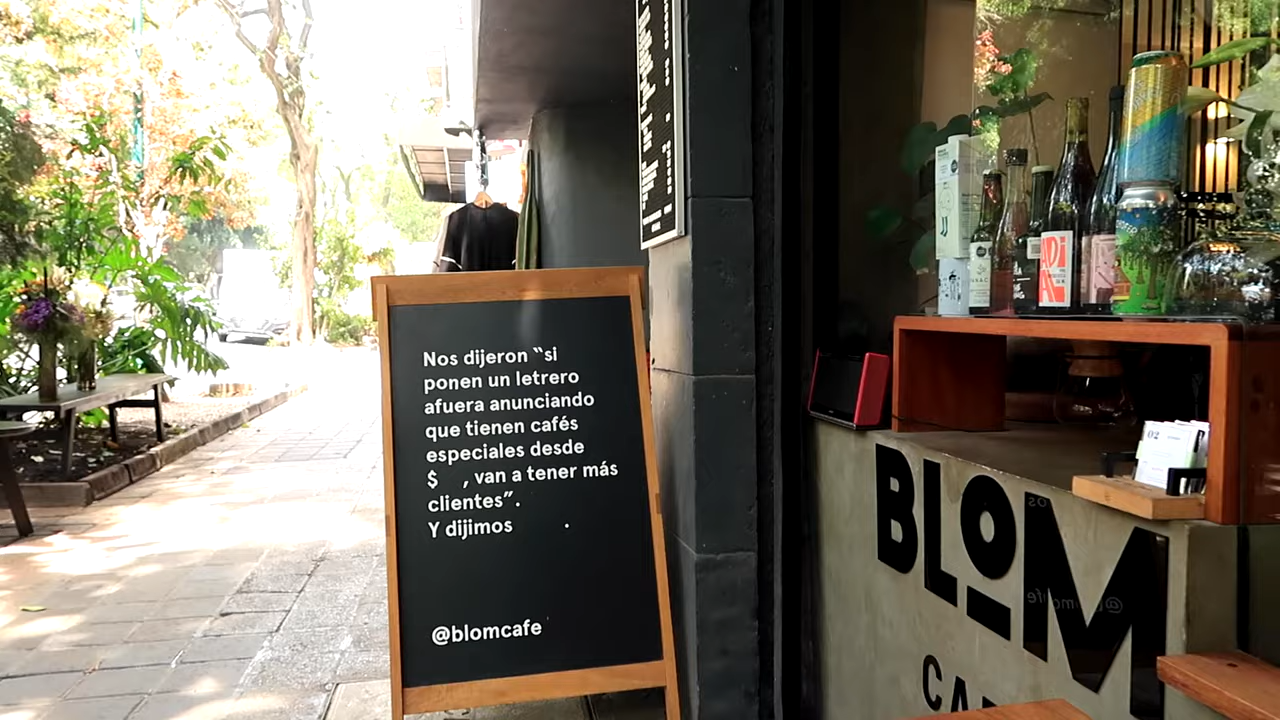 Nos dijeron “si
ponen un letrero
afuera anunciando
que tienen cafés
especiales desde
$ , van a tener más
clientes”.
Y dijimos .
@blomcafe
BLOM